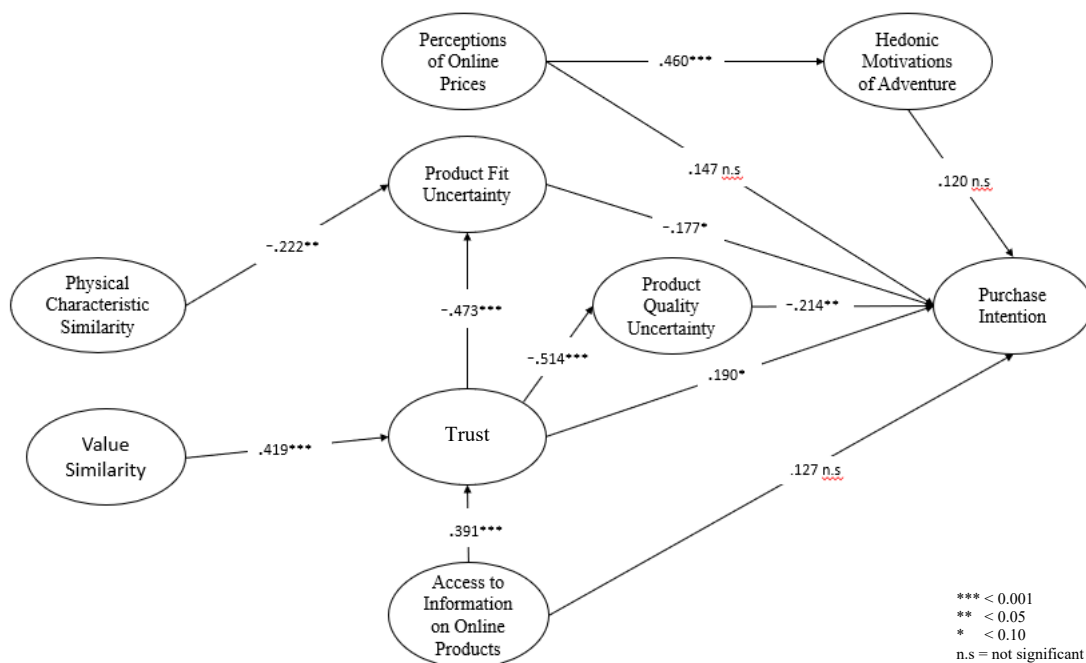 Perceptions
of Online
Prices
.460***
Hedonic
Motivations
of Adventure
.147 n.s
.120 n.s
Product Fit
Uncertainty
-.177*
-.222**
Physical
Characteristic
Similarity
Product
Quality
Uncertainty
-.214**
Purchase
Intention
-.473***
-.514***
.190*
Value
Similarity
.419***
Trust
.127 n.s
.391***
Access to
Information
on Online
Products
*** < 0.001
** < 0.05
* < 0.10
n.s = not significant